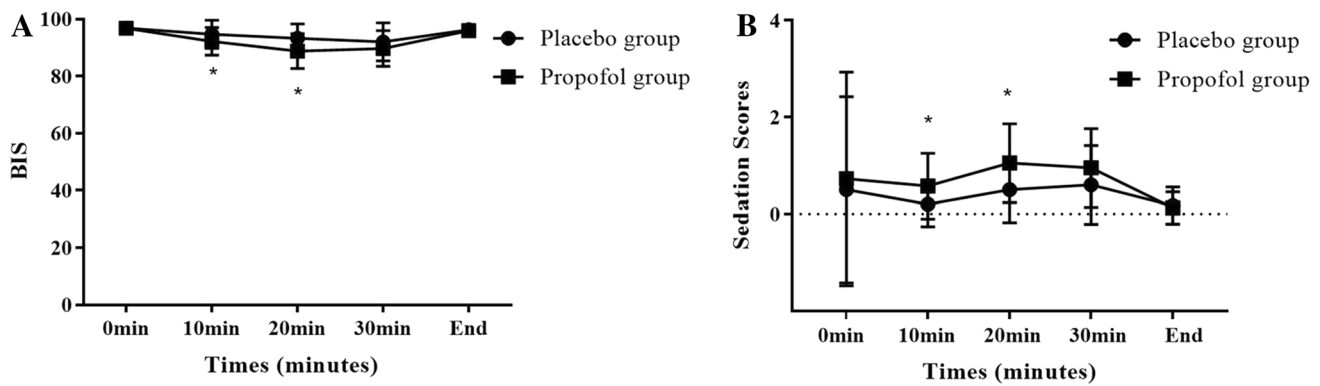 A
BIS
100
80
60
40
20
0
*
*
Placebo group
Propofol group
0min 10min 20min 30min End
Times (minutes)
B
Sedation Scores
4
2
0
*
*
Placebo group
Propofol group
0min 10min 20min 30min End
Times (minutes)